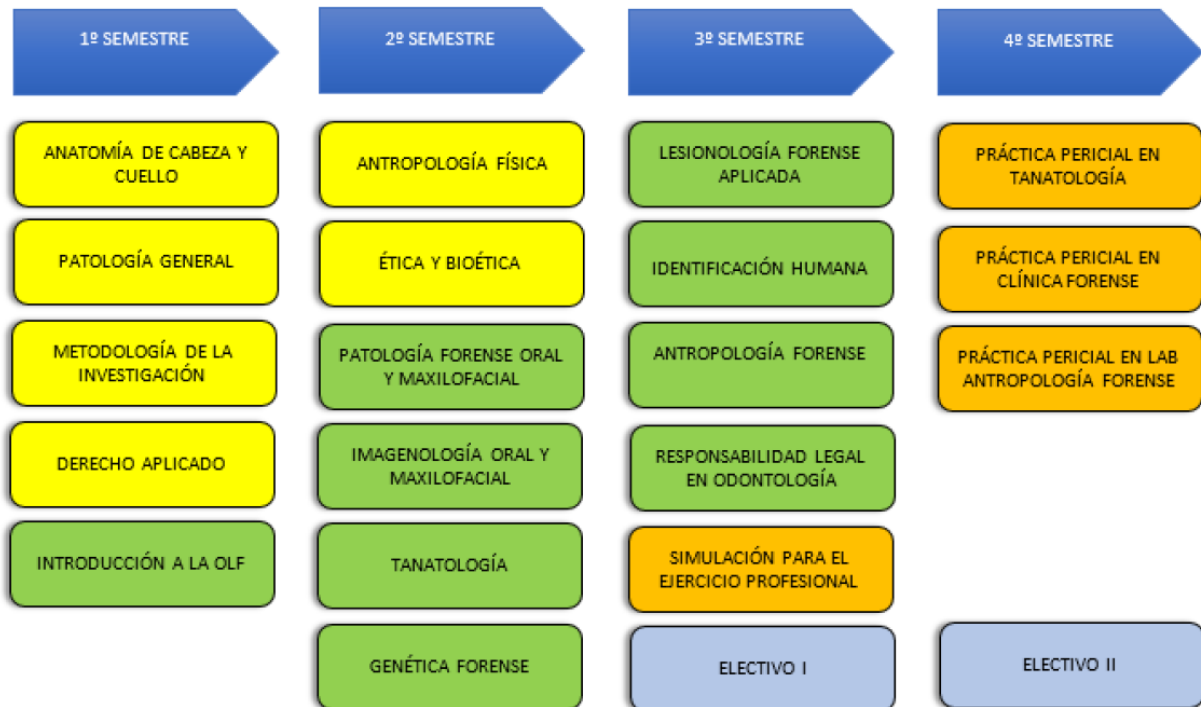 1º SEMESTRE
2º SEMESTRE
3º SEMESTRE
4º SEMESTRE
ANATOMÍA DE CABEZA Y
CUELLO
PATOLOGÍA GENERAL
METODOLOGÍA DE LA
INVESTIGACIÓN
DERECHO APLICADO
INTRODUCCIÓN A LA OLF
ANTROPOLOGÍA FÍSICA
ÉTICA Y BIOÉTICA
PATOLOGÍA FORENSE ORAL
Y MAXILOFACIAL
IMAGENOLOGÍA ORAL Y
MAXILOFACIAL
TANATOLOGÍA
GENÉTICA FORENSE
LESIONOLOGÍA FORENSE
APLICADA
IDENTIFICACIÓN HUMANA
ANTROPOLOGÍA FORENSE
RESPONSABILIDAD LEGAL
EN ODONTOLOGÍA
SIMULACIÓN PARA EL
EJERCICIO PROFESIONAL
ELECTIVO I
PRÁCTICA PERICIAL EN
TANATOLOGÍA
PRÁCTICA PERICIAL EN
CLÍNICA FORENSE
PRÁCTICA PERICIAL EN LAB
ANTROPOLOGÍA FORENSE
ELECTIVO II